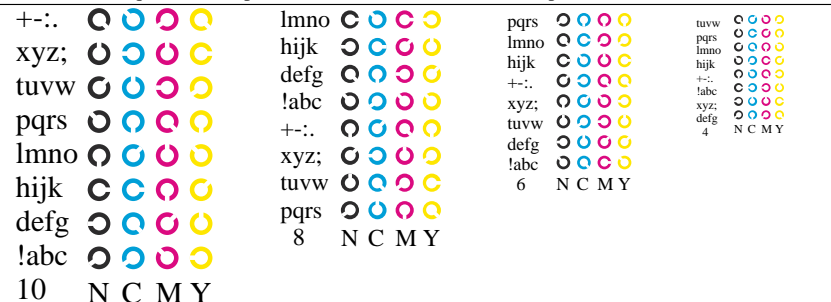 +-:.
xyz;
tuvw
pqrs
lmno
hijk
defg
!abc
10 N C M Y
lmno
hijk
defg
!abc
+-:.
xyz;
tuvw
pqrs
8 N C M Y
pqrs
lmno
hijk
+-:.
xyz;
tuvw
defg
!abc
6 N C M Y
tuvw
pqrs
lmno
hijk
+-:.
!abc
xyz;
defg
4 N C M Y